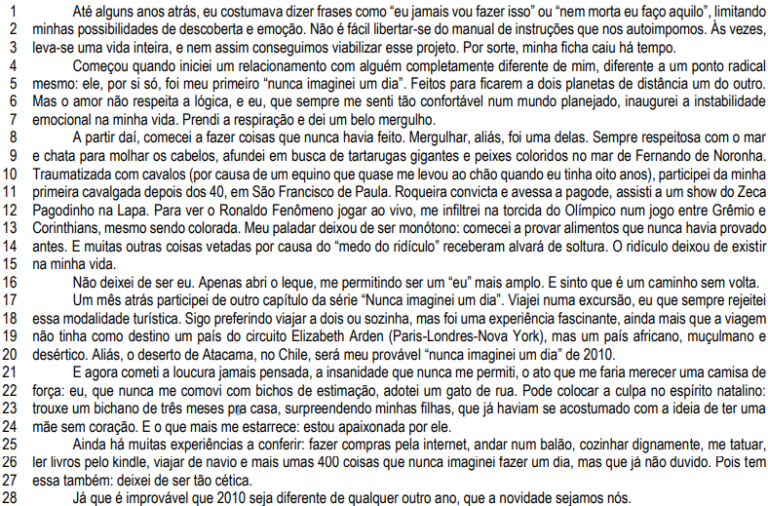 1 Até alguns anos atrás, eu costumava dizer frases como “eu jamais vou fazer isso” ou “nem morta eu faço aquilo”, limitando
2 minhas possibilidades de descoberta e emoção. Não é fácil libertar-se do manual de instruções que nos autoimpomos. Às vezes,
3 leva-se uma vida inteira, e nem assim conseguimos viabilizar esse projeto. Por sorte, minha ficha caiu há tempo.
4 Começou quando iniciei um relacionamento com alguém completamente diferente de mim, diferente a um ponto radical
5 mesmo: ele, por si só, foi meu primeiro “nunca imaginei um dia”. Feitos para ficarem a dois planetas de distância um do outro.
6 Mas o amor não respeita a lógica, e eu, que sempre me senti tão confortável num mundo planejado, inaugurei a instabilidade
7 emocional na minha vida. Prendi a respiração e dei um belo mergulho.
8 A partir daí, comecei a fazer coisas que nunca havia feito. Mergulhar, aliás, foi uma delas. Sempre respeitosa com o mar
9 e chata para molhar os cabelos, afundei em busca de tartarugas gigantes e peixes coloridos no mar de Fernando de Noronha.
10 Traumatizada com cavalos (por causa de um equino que quase me levou ao chão quando eu tinha oito anos), participei da minha
11 primeira cavalgada depois dos 40, em São Francisco de Paula. Roqueira convicta e avessa a pagode, assisti a um show do Zeca
12 Pagodinho na Lapa. Para ver o Ronaldo Fenômeno jogar ao vivo, me infiltrei na torcida do Olímpico num jogo entre Grêmio e
13 Corinthians, mesmo sendo colorada. Meu paladar deixou de ser monótono: comecei a provar alimentos que nunca havia provado
14 antes. E muitas outras coisas vetadas por causa do “medo do ridículo” receberam alvará de soltura. O ridículo deixou de existir
15 na minha vida.
16 Não deixei de ser eu. Apenas abri o leque, me permitindo ser um “eu” mais amplo. E sinto que é um caminho sem volta.
17 Um mês atrás participei de outro capítulo da série “Nunca imaginei um dia”. Viajei numa excursão, eu que sempre rejeitei
18 essa modalidade turística. Sigo preferindo viajar a dois ou sozinha, mas foi uma experiência fascinante, ainda mais que a viagem
19 não tinha como destino um país do circuito Elizabeth Arden (Paris-Londres-Nova York), mas um país africano, muçulmano e
20 desértico. Aliás, o deserto de Atacama, no Chile, será meu provável “nunca imaginei um dia” de 2010.
21 E agora cometi a loucura jamais pensada, a insanidade que nunca me permiti, o ato que me faria merecer uma camisa de
22 força: eu, que nunca me comovi com bichos de estimação, adotei um gato de rua. Pode colocar a culpa no espírito natalino:
23 trouxe um bichano de três meses pra casa, surpreendendo minhas filhas, que já haviam se acostumado com a ideia de ter uma
24 mãe sem coração. E o que mais me estarrece: estou apaixonada por ele.
25 Ainda há muitas experiências a conferir: fazer compras pela internet, andar num balão, cozinhar dignamente, me tatuar,
26 ler livros pelo kindle, viajar de navio e mais umas 400 coisas que nunca imaginei fazer um dia, mas que já não duvido. Pois tem
27 essa também: deixei de ser tão cética.
28 Já que é improvável que 2010 seja diferente de qualquer outro ano, que a novidade sejamos nós.